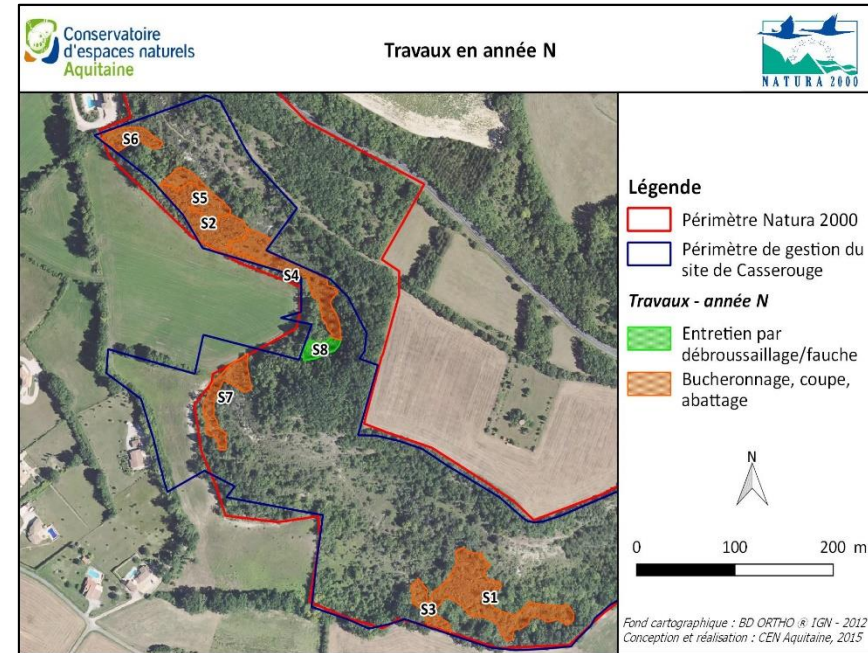 Conservatoire
d'espaces naturels
Aquitaine
Travaux en année N
NATURA 2000
S6
S5
S2
S4
S8
S7
S1
S3
Légende
Périmètre Natura 2000
Périmètre de gestion du
site de Casserouge
Travaux - année N
Entretien par
débroussaillage/fauche
Bucheronnage, coupe,
abattage
N
0 100 200 m
Fond cartographique : BD ORTHO ® IGN - 2012
Conception et réalisation : CEN Aquitaine, 2015